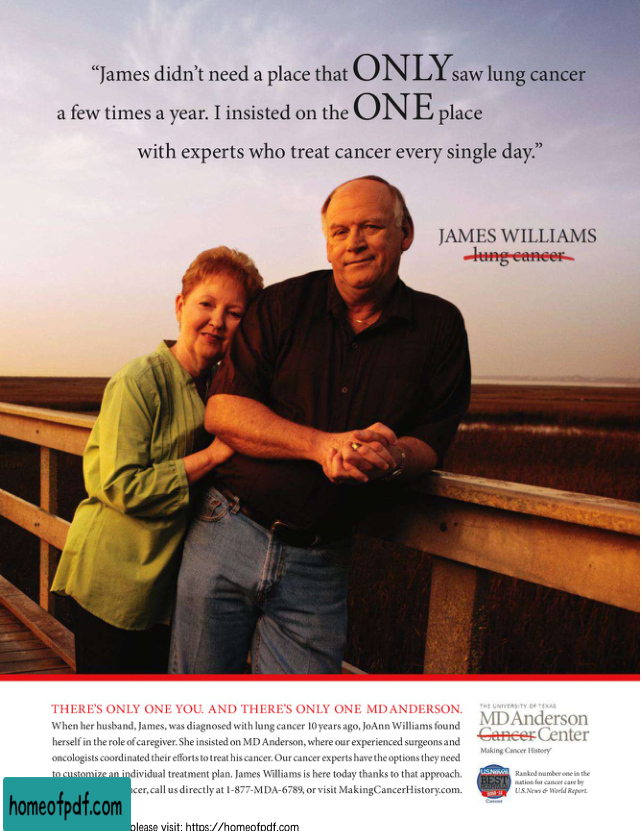 “James didn’t need a place that ONLY saw lung cancer
a few times a year. I insisted on the ONE place
with experts who treat cancer every single day.”
JAMES WILLIAMS
lung cancer
THERE’S ONLY ONE YOU. AND THERE’S ONLY ONE MD ANDERSON.
When her husband, James, was diagnosed with lung cancer 10 years ago, JoAnn Williams found
herself in the role of caregiver. She insisted on MD Anderson, where our experienced surgeons and
oncologists coordinated their efforts to treat his cancer. Our cancer experts have the options they need
to customize an individual treatment plan. James Williams is here today thanks to that approach.
cer, call us directly at 1-877-MDA-6789, or visit MakingCancerHistory.com.
THE UNIVERSITY OF TEXAS
MD Anderson
Cancer Center
Making Cancer History®
U.S.News
BEST
Cancer
Ranked number one in the
nation for cancer care by
U.S.News & World Report.
homeofpdf.com
please visit: https://homeofpdf.com